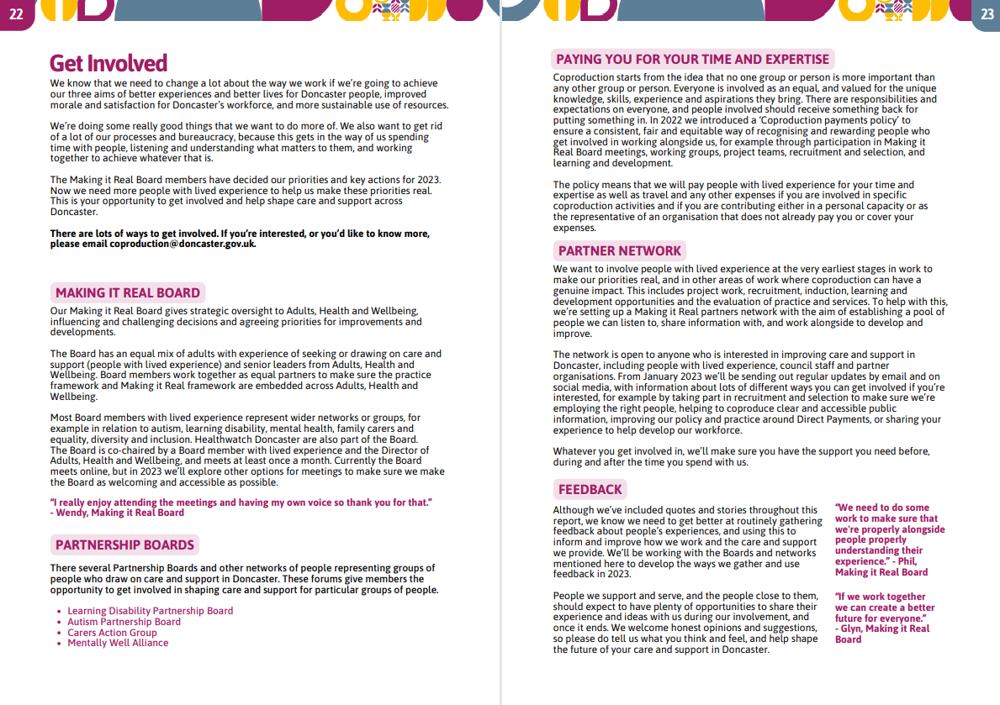 22
Get Involved
We know that we need to change a lot about the way we work if we're going to achieve
our three aims of better experiences and better lives for Doncaster people, improved
morale and satisfaction for Doncaster's workforce, and more sustainable use of resources.
We're doing some really good things that we want to do more of. We also want to get rid
of a lot of our processes and bureaucracy, because this gets in the way of us spending
time with people, listening and understanding what matters to them, and working
together to achieve whatever that is.
The Making it Real Board members have decided our priorities and key actions for 2023.
Now we need more people with lived experience to help us make these priorities real.
This is your opportunity to get involved and help shape care and support across
Doncaster.
There are lots of ways to get involved. If you're interested, or you'd like to know more,
please email coproduction@doncaster.gov.uk.
MAKING IT REAL BOARD
Our Making it Real Board gives strategic oversight to Adults, Health and Wellbeing,
influencing and challenging decisions and agreeing priorities for improvements and
developments.
The Board has an equal mix of adults with experience of seeking or drawing on care and
support (people with lived experience) and senior leaders from Adults, Health and
Wellbeing. Board members work together as equal partners to make sure the practice
framework and Making it Real framework are embedded across Adults, Health and
Wellbeing.
Most Board members with lived experience represent wider networks or groups, for
example in relation to autism, learning disability, mental health, family carers and
equality, diversity and inclusion. Healthwatch Doncaster are also part of the Board.
The Board is co-chaired by a Board member with lived experience and the Director of
Adults, Health and Wellbeing, and meets at least once a month. Currently the Board
meets online, but in 2023 we'll explore other options for meetings to make sure we make
the Board as welcoming and accessible as possible.
"I really enjoy attending the meetings and having my own voice so thank you for that."
- Wendy, Making it Real Board
PARTNERSHIP BOARDS
There several Partnership Boards and other networks of people representing groups of
people who draw on care and support in Doncaster. These forums give members the
opportunity to get involved in shaping care and support for particular groups of people.
• Learning Disability Partnership Board
• Autism Partnership Board
• Carers Action Group
• Mentally Well Alliance
23
PAYING YOU FOR YOUR TIME AND EXPERTISE
Coproduction starts from the idea that no one group or person is more important than
any other group or person. Everyone is involved as an equal, and valued for the unique
knowledge, skills, experience and aspirations they bring. There are responsibilities and
expectations on everyone, and people involved should receive something back for
putting something in. In 2022 we introduced a 'Coproduction payments policy' to
ensure a consistent, fair and equitable way of recognising and rewarding people who
get involved in working alongside us, for example through participation in Making it
Real Board meetings, working groups, project teams, recruitment and selection, and
learning and development.
The policy means that we will pay people with lived experience for your time and
expertise as well as travel and any other expenses if you are involved in specific
coproduction activities and if you are contributing either in a personal capacity or as
the representative of an organisation that does not already pay you or cover your
expenses.
PARTNER NETWORK
We want to involve people with lived experience at the very earliest stages in work to
make our priorities real, and in other areas of work where coproduction can have a
genuine impact. This includes project work, recruitment, induction, learning and
development opportunities and the evaluation of practice and services. To help with this,
we're setting up a Making it Real partners network with the aim of establishing a pool of
people we can listen to, share information with, and work alongside to develop and
improve.
The network is open to anyone who is interested in improving care and support in
Doncaster, including people with lived experience, council staff and partner
organisations. From January 2023 we'll be sending out regular updates by email and on
social media, with information about lots of different ways you can get involved if you're
interested, for example by taking part in recruitment and selection to make sure we're
employing the right people, helping to coproduce clear and accessible public
information, improving our policy and practice around Direct Payments, or sharing your
experience to help develop our workforce.
Whatever you get involved in, we'll make sure you have the support you need before,
during and after the time you spend with us.
FEEDBACK
Although we've included quotes and stories throughout this
report, we know we need to get better at routinely gathering
feedback about people's experiences, and using this to
inform and improve how we work and the care and support
we provide. We'll be working with the Boards and networks
mentioned here to develop the ways we gather and use
feedback in 2023.
People we support and serve, and the people close to them,
should expect to have plenty of opportunities to share their
experience and ideas with us during our involvement, and
once it ends. We welcome honest opinions and suggestions,
so please do tell us what you think and feel, and help shape
the future of your care and support in Doncaster.
"We need to do some
work to make sure that
we're properly alongside
people properly
understanding their
experience." - Phil,
Making it Real Board
"If we work together
we can create a better
future for everyone."
- Glyn, Making it Real
Board